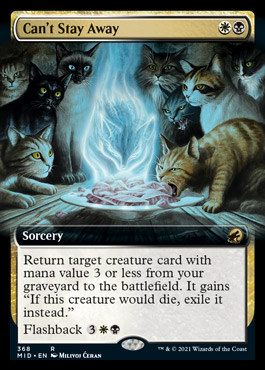 Can't Stay Away
Sorcery
Return target creature card with
mana value 3 or less from your
graveyard to the battlefield. It gains
"If this creature would die, exile it
instead."
Flashback 3
368 R
MID • EN MILIVOJ ĆERAN
™ & © 2021 Wizards of the Coast